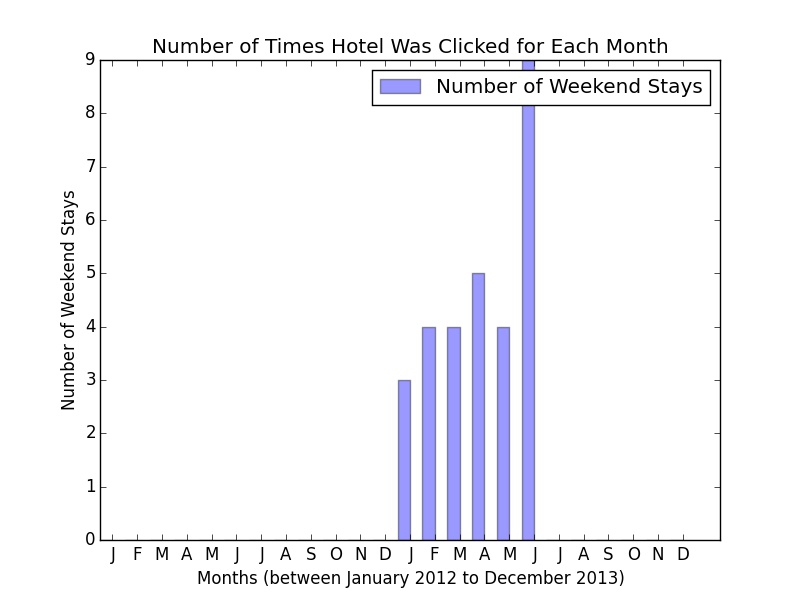 Number of Times Hotel Was Clicked for Each Month
Number of Weekend Stays
Number of Weekend Stays
9
8
7
6
5
4
3
2
1
0
J F M A M J J A S O N D J F M A M J J A S O N D
Months (between January 2012 to December 2013)